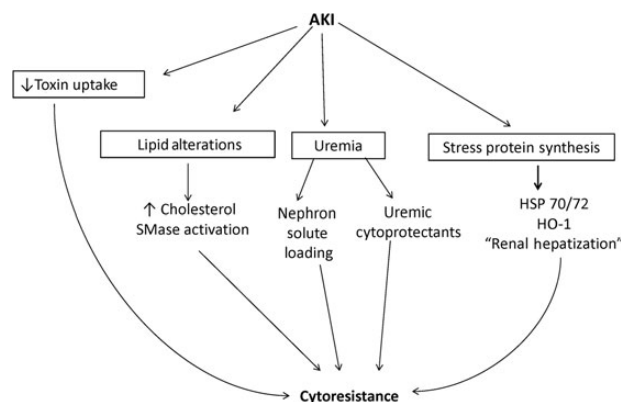 AKI
↓Toxin uptake
Lipid alterations
Uremia
Stress protein synthesis
↑ Cholesterol
SMase activation
Nephron
solute
loading
Uremic
cytoprotectants
HSP 70/72
HO-1
“Renal hepatization”
Cytoresistance